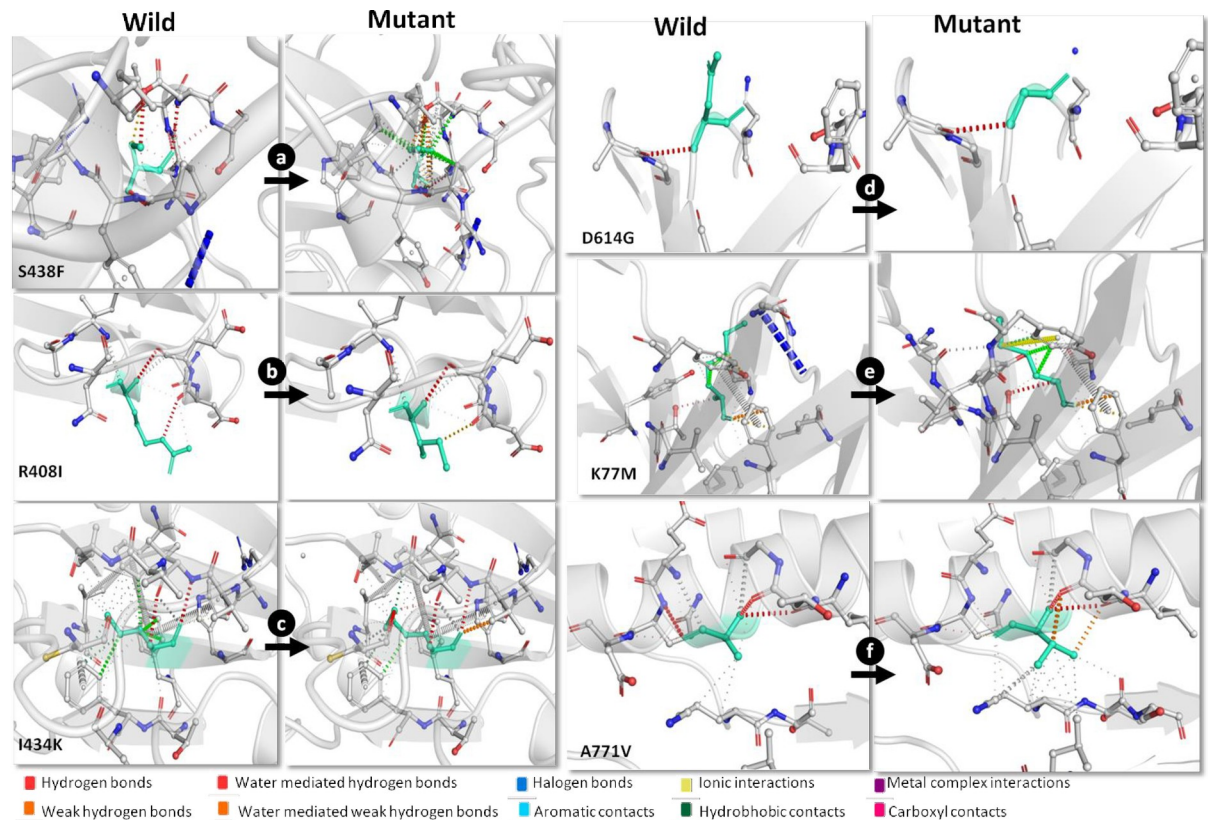 Wild
Mutant
Wild
Mutant
a
S438F
d
D614G
b
R408I
e
K77M
c
I434K
f
A771V
Hydrogen bonds
Water mediated hydrogen bonds
Halogen bonds
Ionic interactions
Metal complex interactions
Weak hydrogen bonds
Water mediated weak hydrogen bonds
Aromatic contacts
Hydrobhobic contacts
Carboxyl contacts